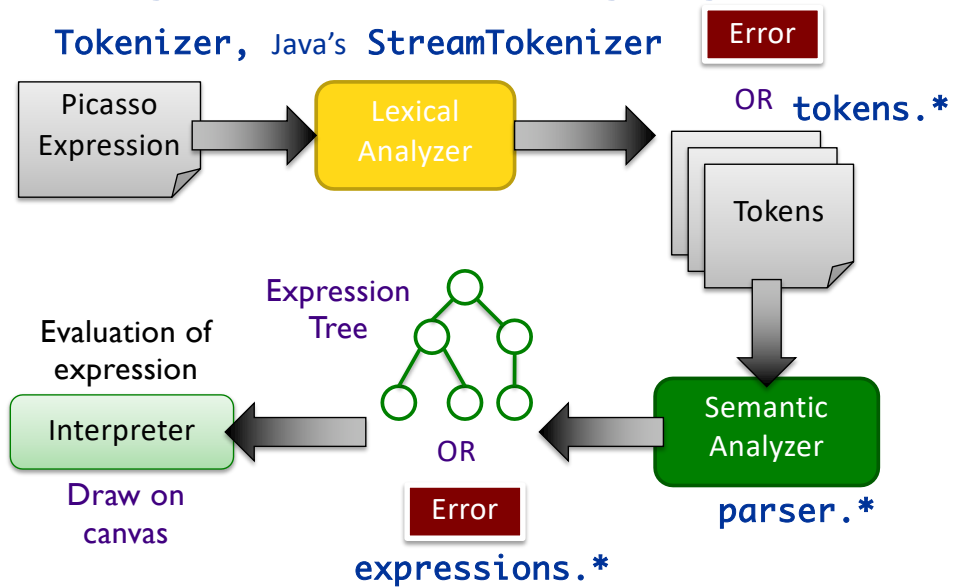 Tokenizer, Java's StreamTokenizer
Error
Picasso
Expression
Lexical
Analyzer
OR
tokens.*
Tokens
Expression
Tree
Evaluation of
expression
Interpreter
Draw on
canvas
OR
Error
expressions.*
Semantic
Analyzer
parser.*